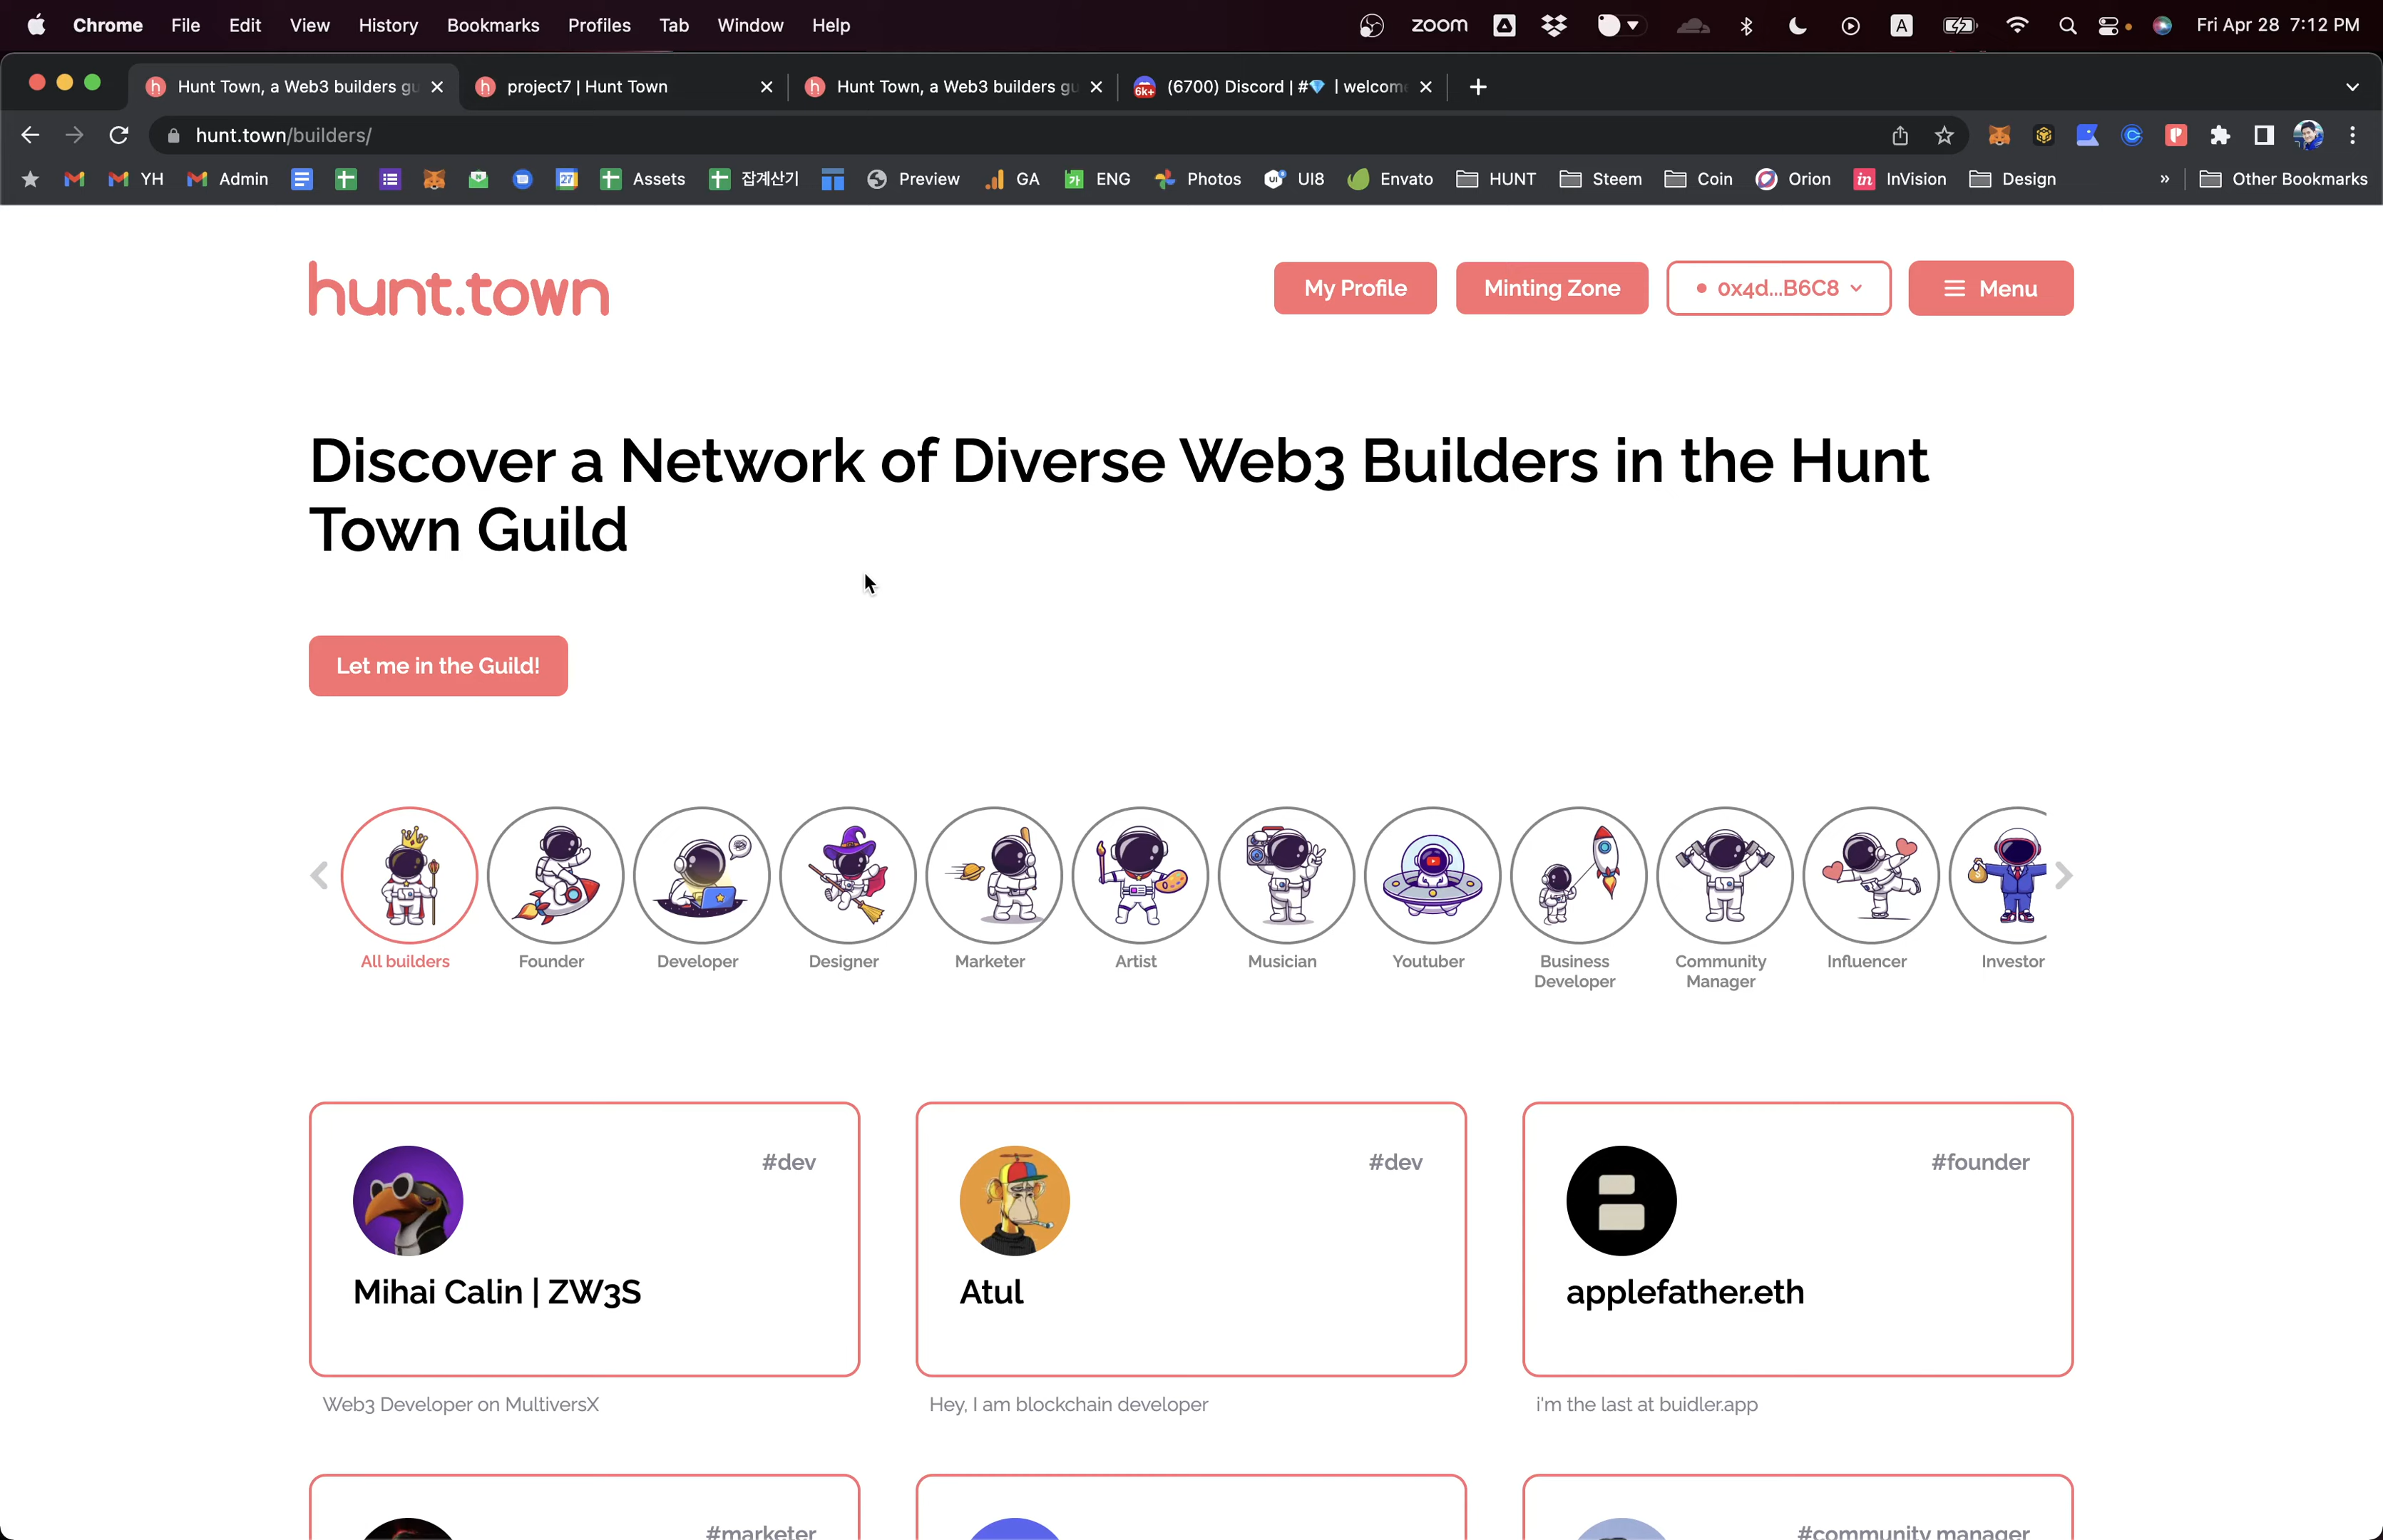 Chrome File Edit View History Bookmarks Profiles Tab Window Help zoom A Fri Apr 28 7:12 PM
Hunt Town, a Web3 builders gu project7 | Hunt Town Hunt Town, a Web3 builders gu 6k+ (6700) Discord | #💎 | welcom
hunt.town/builders/
YH Admin 27 Assets 잡계산기 Preview GA 가 ENG Photos UI UI8 Envato HUNT Steem Coin Orion in InVision Design » Other Bookmarks
hunt.town
My Profile
Minting Zone
0x4d...B6C8
Menu
Discover a Network of Diverse Web3 Builders in the Hunt
Town Guild
Let me in the Guild!
All builders
Founder
Developer
Designer
Marketer
Artist
Musician
Youtuber
Business
Developer
Community
Manager
Influencer
Investor
#dev
Mihai Calin | ZW3S
Web3 Developer on MultiversX
#dev
Atul
Hey, I am blockchain developer
#founder
applefather.eth
i'm the last at buidler.app
#marketer
#community manager